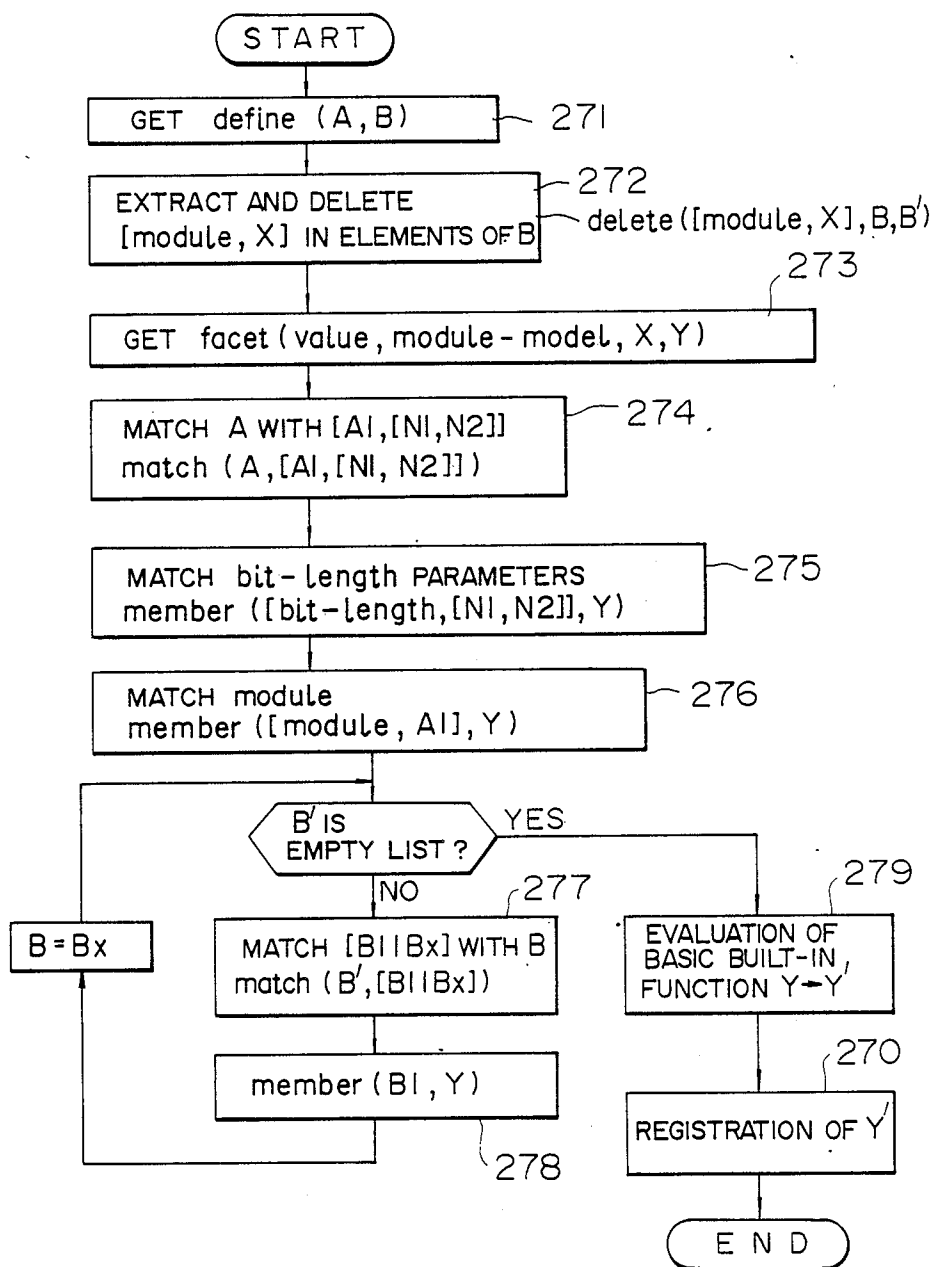 START
GET define (A, B)
271
EXTRACT AND DELETE
[module, X] IN ELEMENTS OF B
272
delete([module, X], B, B')
273
GET facet (value, module-model, X, Y)
MATCH A WITH [A1, [N1, N2]]
match (A, [A1, [N1, N2]])
274
MATCH bit-length PARAMETERS
member ([bit-length, [N1, N2]], Y)
275
MATCH module
member ([module, A1], Y)
276
B' IS
EMPTY LIST ?
YES
NO
277
MATCH [B1|Bx] WITH B
match (B', [B1|Bx])
B = Bx
member (B1, Y)
278
279
EVALUATION OF
BASIC BUILT-IN
FUNCTION Y→Y'
270
REGISTRATION OF Y'
END